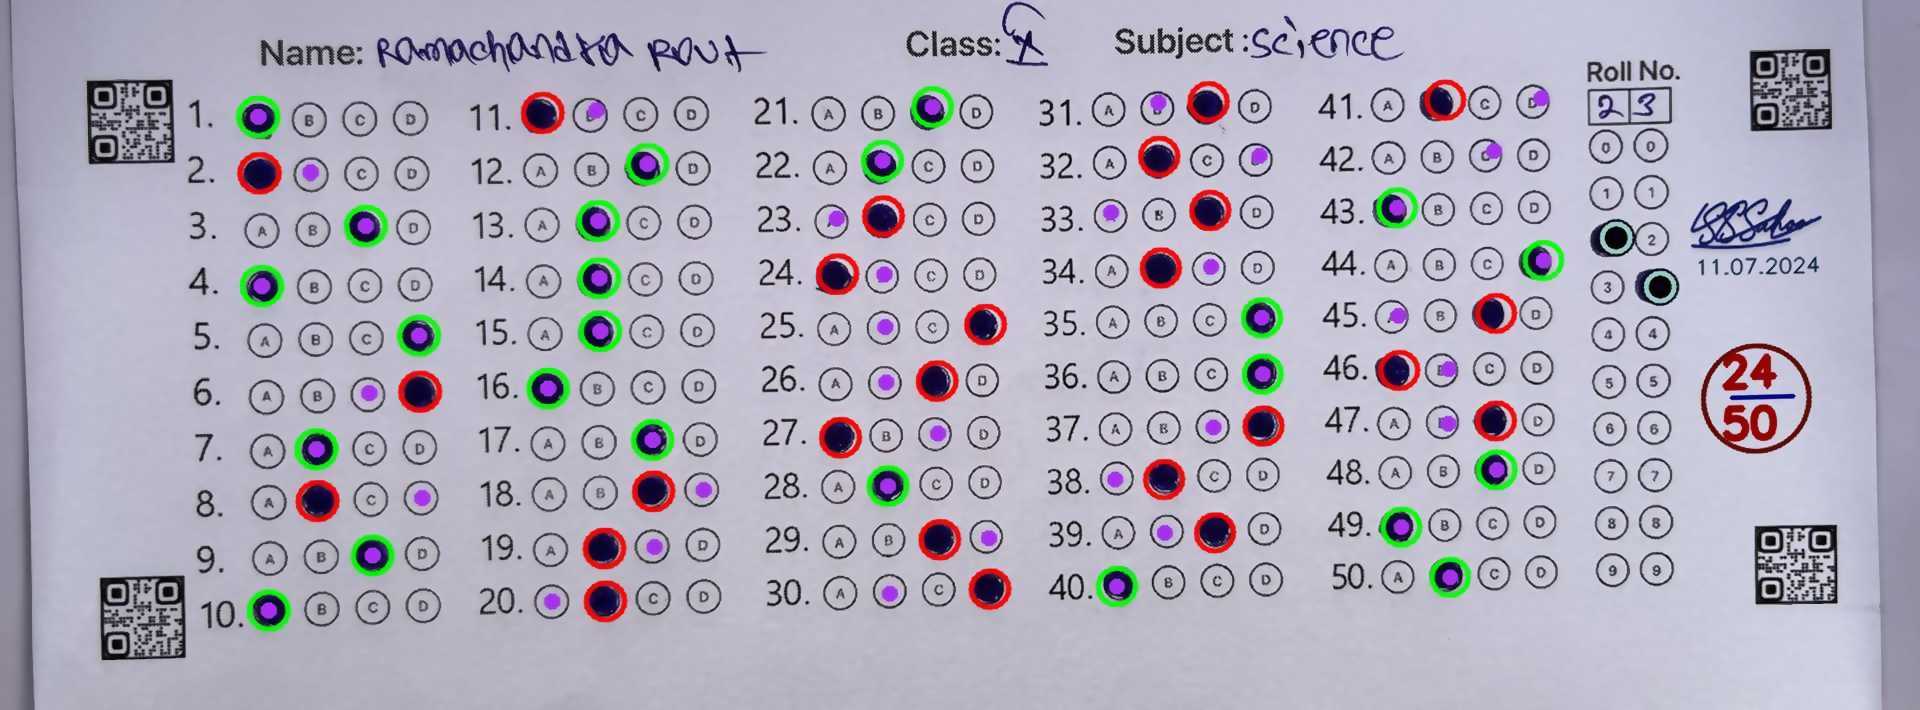 Name: Ramachandra Rout
Class: X
Subject : science
1. B C D
2. C D
3. A B D
4. B C D
5. A B C
6. A B
7. A C D
8. A C
9. A B D
10. B C D
11. C D
12. A B D
13. A C D
14. A C D
15. A C D
16. B C D
17. A B D
18. A B
19. A D
20. C D
21. A B D
22. A C D
23. C D
24. C D
25. A C
26. A D
27. B D
28. A C D
29. A B
30. A C
31. A D
32. A C
33. B D
34. A D
35. A B C
36. A B C
37. A B
38. C D
39. A D
40. B C D
41. A C D
42. A B D
43. B C D
44. A B C
45. B D
46. C D
47. A D
48. A B D
49. B C D
50. A C D
Roll No.
2 3
0 0
1 1
2
3
4 4
5 5
6 6
7 7
8 8
9 9
11.07.2024
24
50